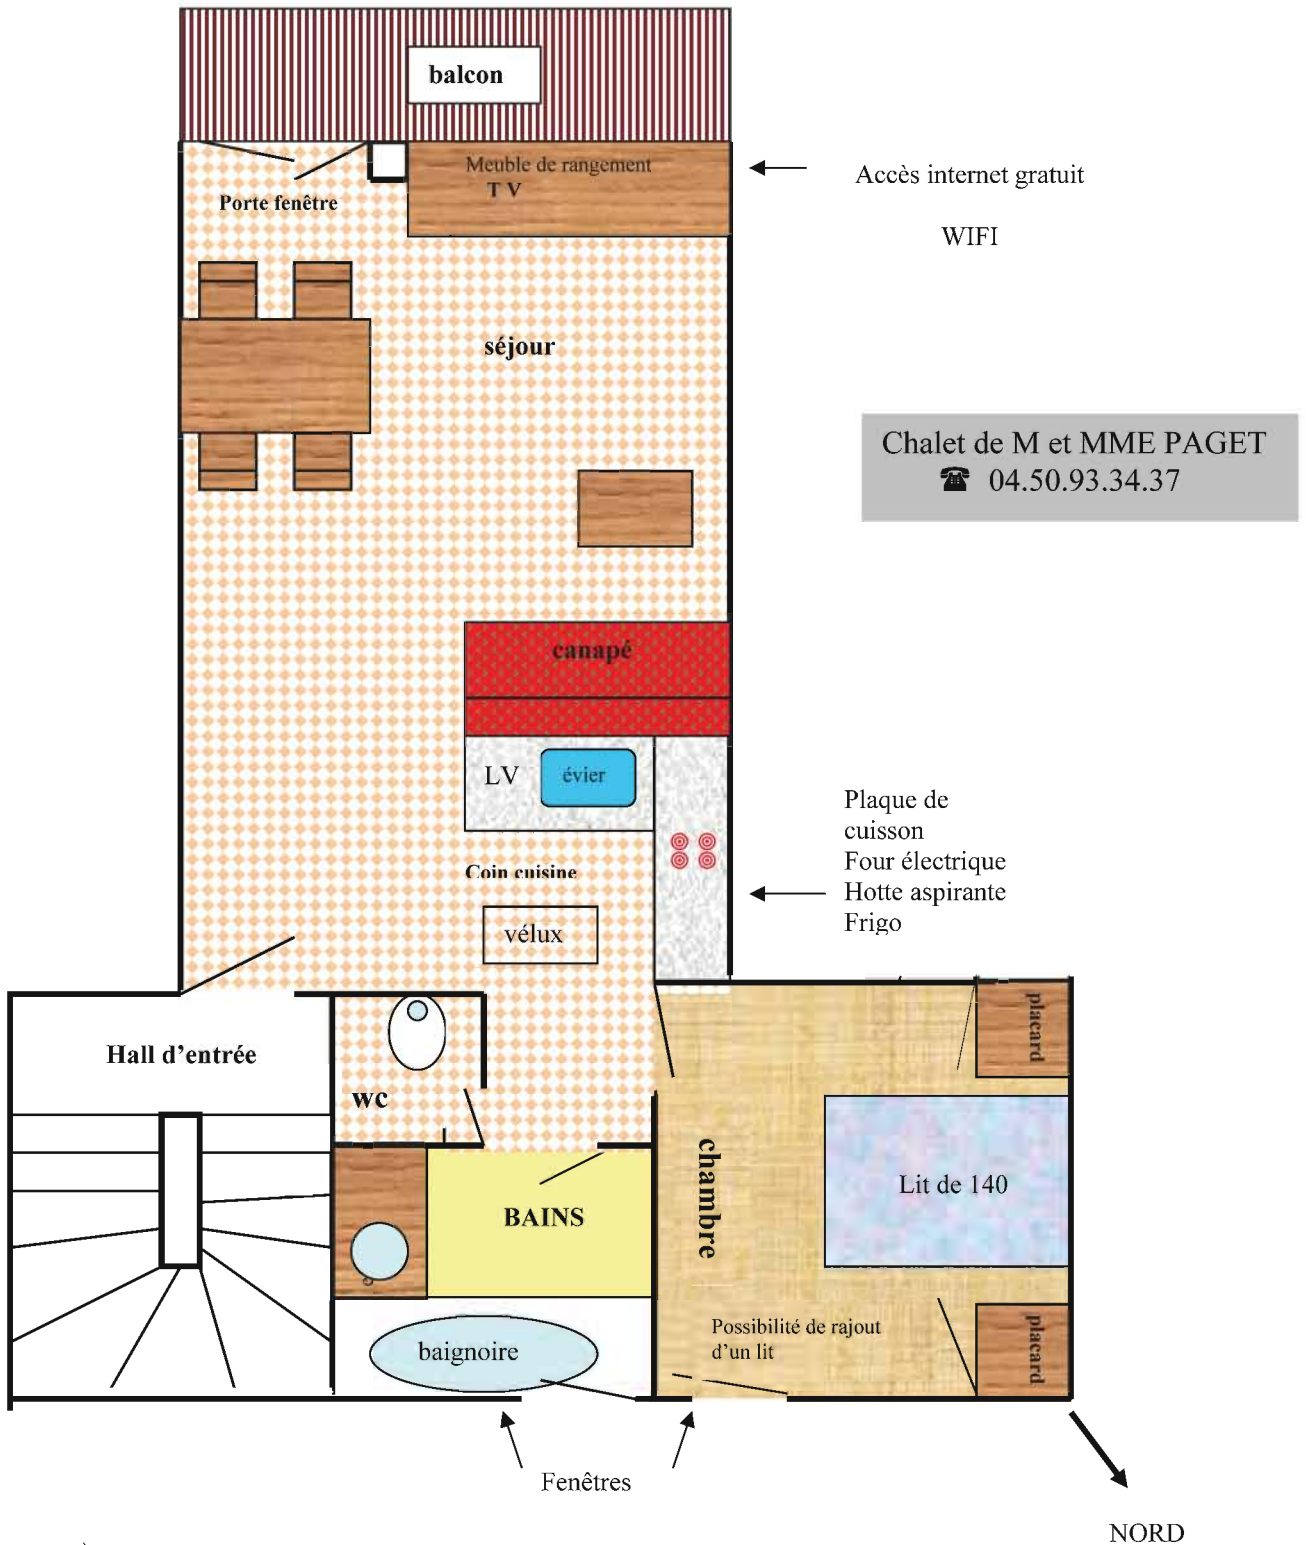 balcon
Meuble de rangement
T V
Porte fenêtre
Accès internet gratuit
WIFI
séjour
Chalet de M et MME PAGET
☎ 04.50.93.34.37
canapé
LV
évier
Plaque de
cuisson
Four électrique
Hotte aspirante
Frigo
Coin cuisine
vélux
Hall d'entrée
wc
placard
chambre
Lit de 140
BAINS
Possibilité de rajout
d'un lit
placard
baignoire
Fenêtres
NORD